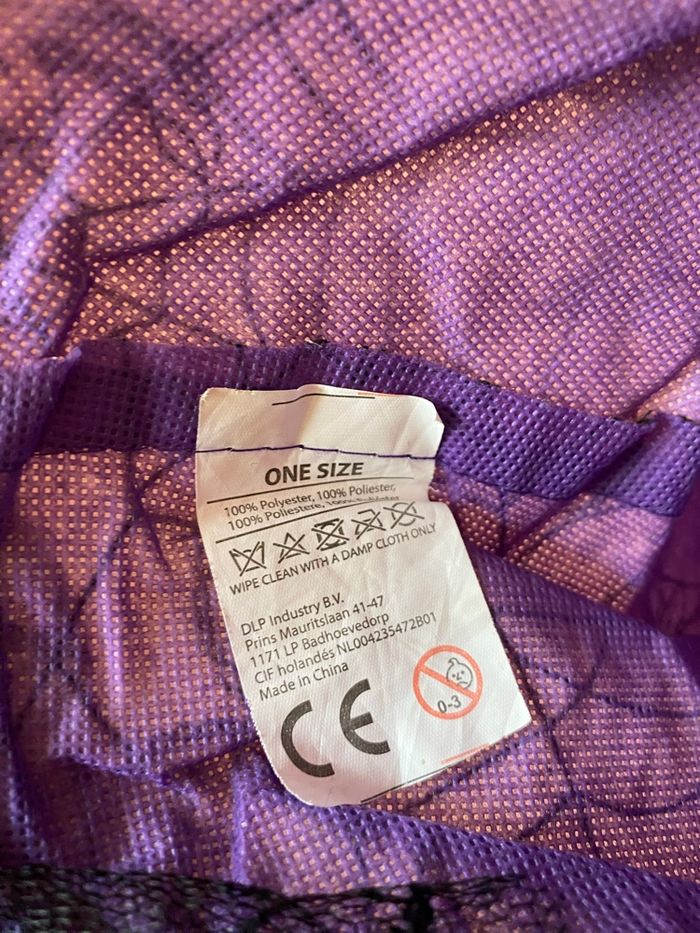 ONE SIZE
100% Polyester, 100% Poliester,
100% Poliestere,
WIPE CLEAN WITH A DAMP CLOTH ONLY
DLP Industry B.V.
Prins Mauritslaan 41-47
1171 LP Badhoevedorp
CIF holandés NL004235472B01
Made in China
CE
0-3